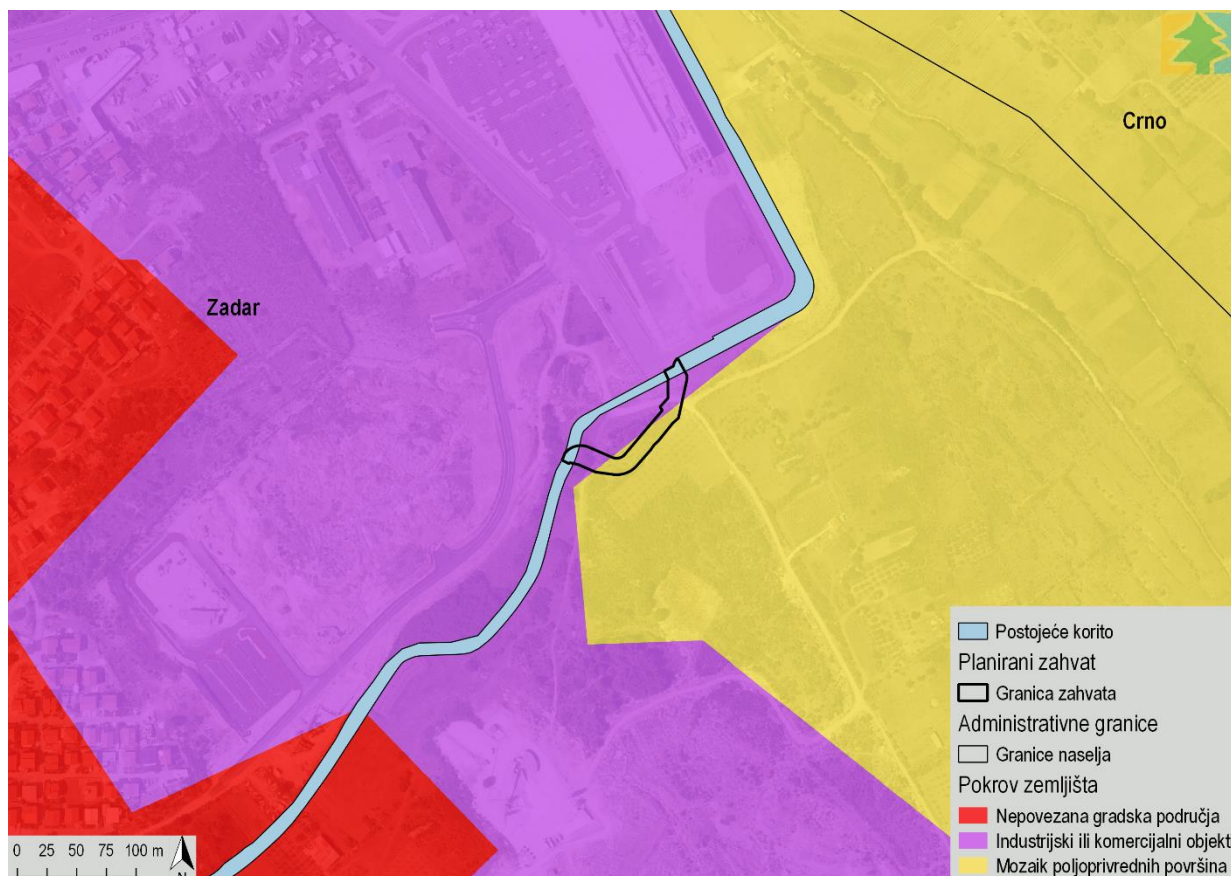 Crno
Zadar
Postojeće korito
Planirani zahvat
Granica zahvata
Administrativne granice
Granice naselja
Pokrov zemljišta
Nepovezana gradska područja
Industrijski ili komercijalni objekt
Mozaik poljoprivrednih površina
0 25 50 75 100 m
N